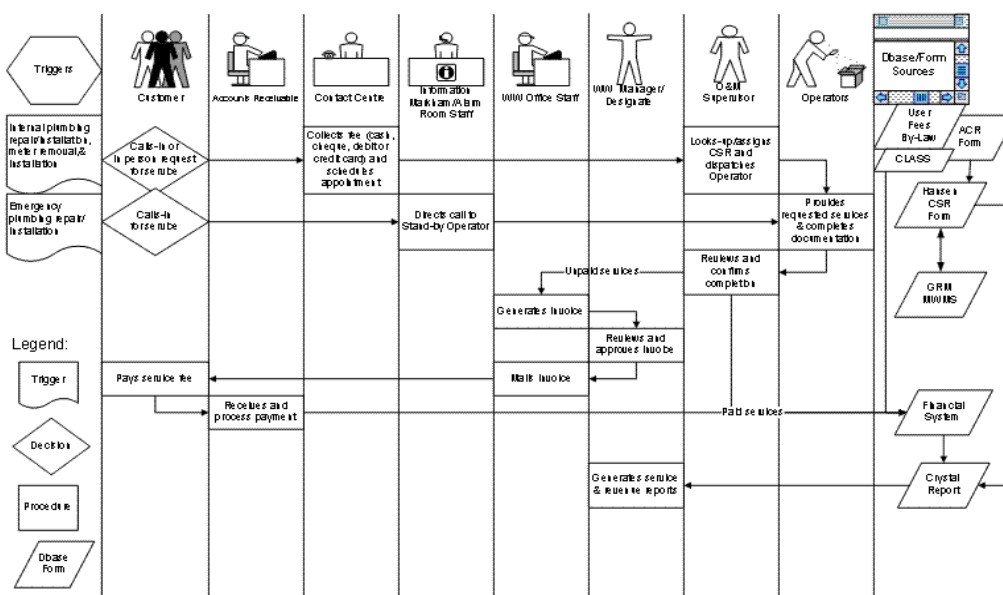 Triggers
Customer
Accounts Receivable
Contact Centre
Information
Markham/Alarm
Room Staff
WW Office Staff
WW Manager/
Designate
O&M
Supervisor
Operators
Dbase/Form
Sources
Internal plumbing
repair/installation,
meter removal,&
installation
Calls-in or
in person request
for service
Collects fee (cash,
cheque, debit or
credit card) and
schedules
appointment
Looks-up/assigns
CSR and
dispatches
Operator
User
Fees
By-Law
ACR
Form
CLASS
Emergency
plumbing repair/
installation
Calls-in
for service
Directs call to
Stand-by Operator
Provides
requested services
& completes
documentation
Hansen
CSR
Form
Unpaid services
Reviews and
confirms
completion
GRM
MWMS
Generates invoice
Reviews and
approves invoice
Legend:
Trigger
Pays service fee
Mails invoice
Receives and
process payment
Paid services
Financial
System
Decision
Generates service
& revenue reports
Crystal
Report
Procedure
Dbase
Form